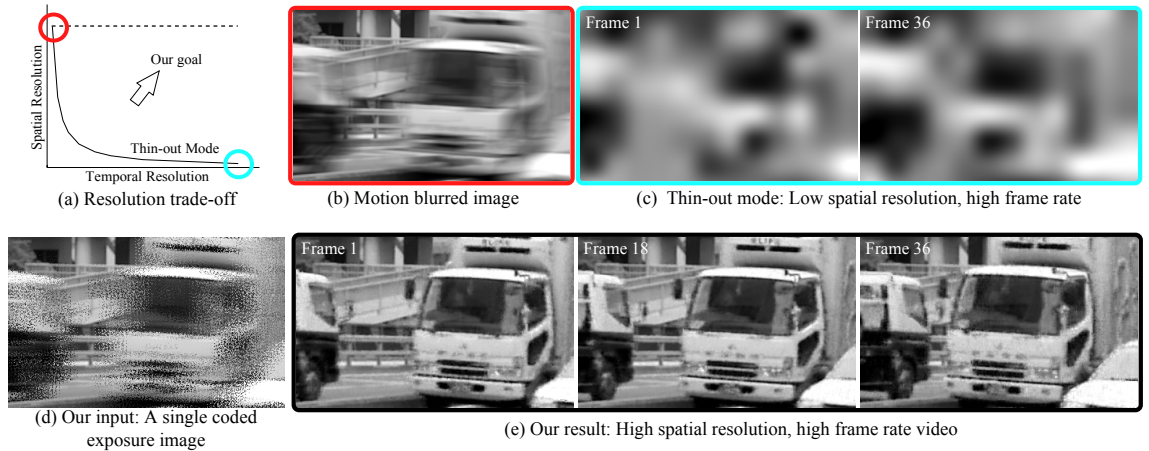 Spatial Resolution
Our goal
Thin-out Mode
Temporal Resolution
(a) Resolution trade-off
(b) Motion blurred image
Frame 1
Frame 36
(c) Thin-out mode: Low spatial resolution, high frame rate
(d) Our input: A single coded
exposure image
Frame 1
Frame 18
Frame 36
(e) Our result: High spatial resolution, high frame rate video